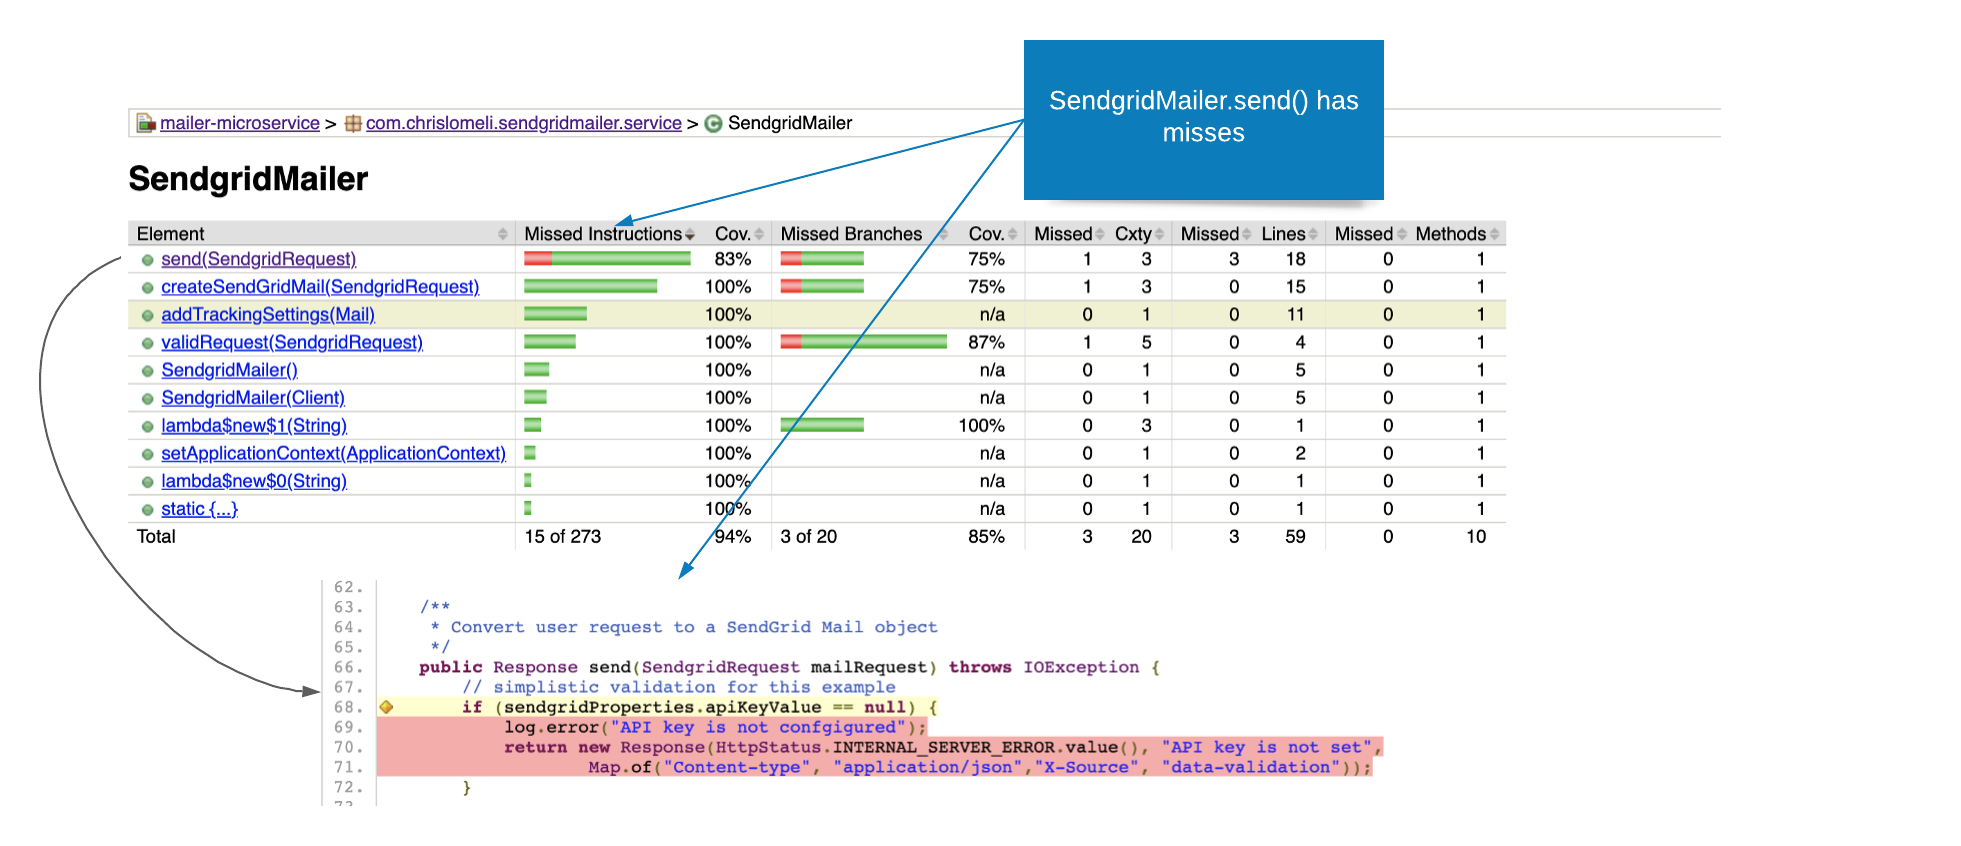 SendgridMailer.send() has
misses
mailer-microservice > com.chrislomeli.sendgridmailer.service > SendgridMailer
SendgridMailer
Element Missed Instructions Cov. Missed Branches Cov. Missed Cxty Missed Lines Missed Methods
send(SendgridRequest) 83% 75% 1 3 3 18 0 1
createSendGridMail(SendgridRequest) 100% 75% 1 3 0 15 0 1
addTrackingSettings(Mail) 100% n/a 0 1 0 11 0 1
validRequest(SendgridRequest) 100% 87% 1 5 0 4 0 1
SendgridMailer() 100% n/a 0 1 0 5 0 1
SendgridMailer(Client) 100% n/a 0 1 0 5 0 1
lambda$new$1(String) 100% 100% 0 3 0 1 0 1
setApplicationContext(ApplicationContext) 100% n/a 0 1 0 2 0 1
lambda$new$0(String) 100% n/a 0 1 0 1 0 1
static {...} 100% n/a 0 1 0 1 0 1
Total 15 of 273 94% 3 of 20 85% 3 20 3 59 0 10
62.
63. /**
64. * Convert user request to a SendGrid Mail object
65. */
66. public Response send(SendgridRequest mailRequest) throws IOException {
67. // simplistic validation for this example
68. if (sendgridProperties.apiKeyValue == null) {
69. log.error("API key is not confgigured");
70. return new Response(HttpStatus.INTERNAL_SERVER_ERROR.value(), "API key is not set",
71. Map.of("Content-type", "application/json","X-Source", "data-validation"));
72. }